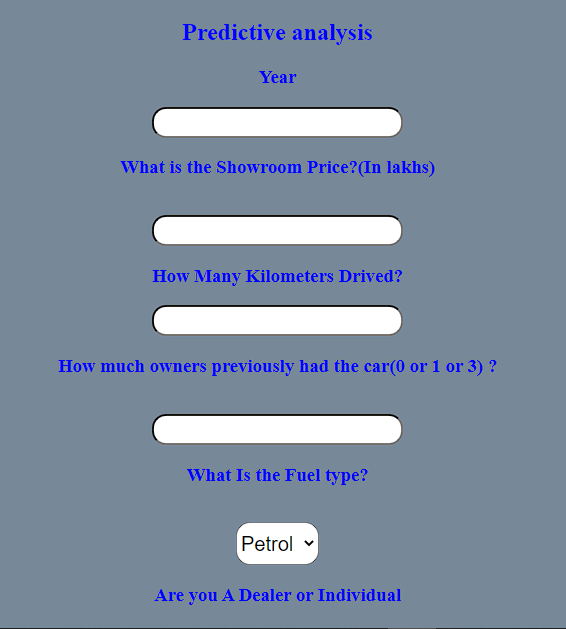 Predictive analysis
Year
What is the Showroom Price?(In lakhs)
How Many Kilometers Drived?
How much owners previously had the car(0 or 1 or 3) ?
What Is the Fuel type?
Petrol
Are you A Dealer or Individual